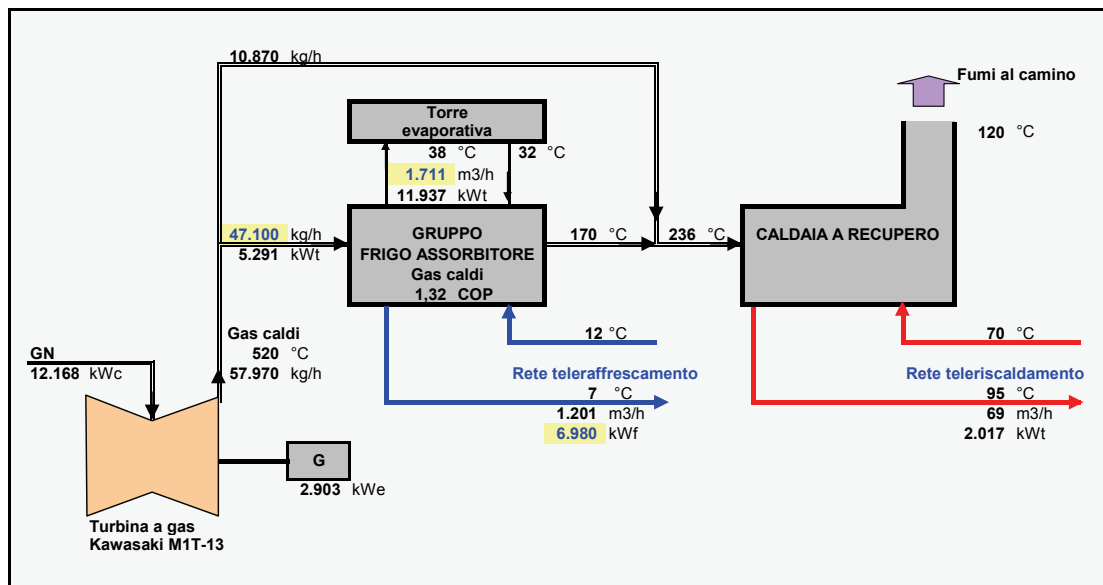 10.870 kg/h
Fumi al camino
120 °C
Torre
evaporativa
38 °C 32 °C
1.711 m3/h
11.937 kWt
47.100 kg/h
5.291 kWt
GRUPPO
FRIGO ASSORBITORE
Gas caldi
1,32 COP
170 °C
236 °C
CALDAIA A RECUPERO
12 °C
70 °C
Gas caldi
520 °C
57.970 kg/h
GN
12.168 kWc
Rete teleraffrescamento
7 °C
1.201 m3/h
6.980 kWf
Rete teleriscaldamento
95 °C
69 m3/h
2.017 kWt
G
2.903 kWe
Turbina a gas
Kawasaki M1T-13